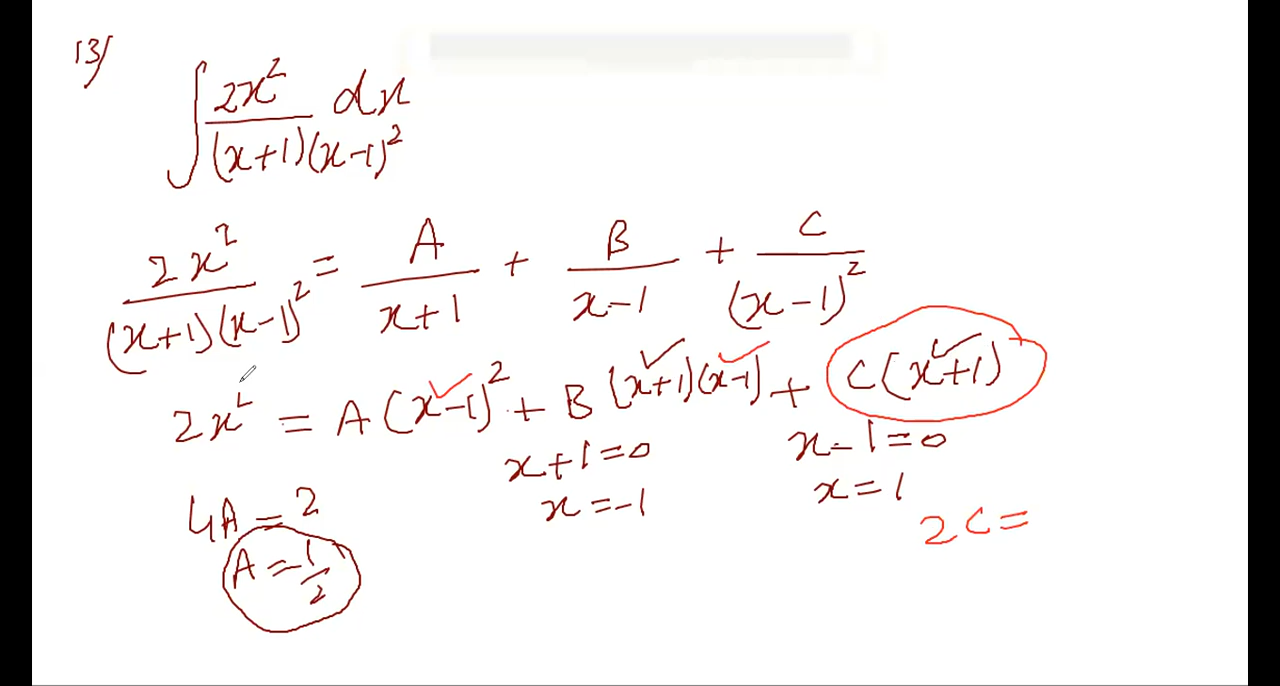 13)
∫ 2x² / (x+1)(x-1)² dx
2x² / (x+1)(x-1)² = A / x+1 + B / x-1 + C / (x-1)²
2x² = A(x-1)² + B(x+1)(x-1) + C(x+1)
x+1=0 x-1=0
x=-1 x=1
4A=2 2C=
A=1/2